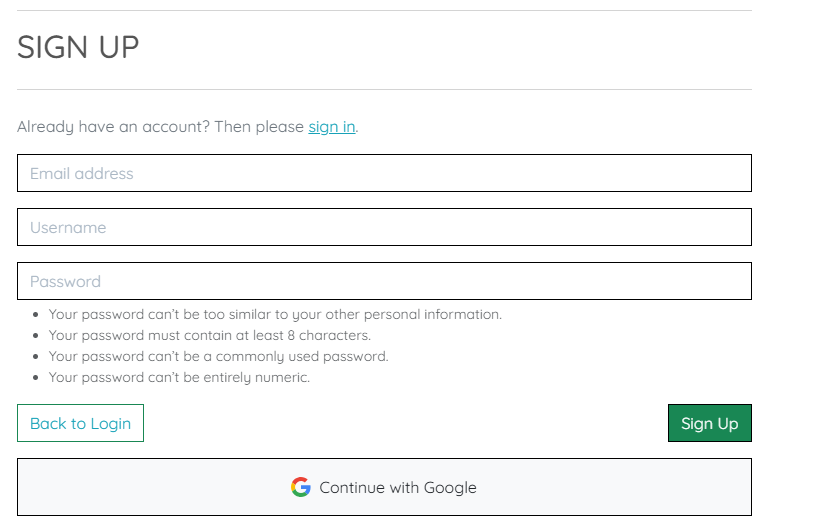 SIGN UP
Already have an account? Then please sign in.
Email address
Username
Password
Your password can't be too similar to your other personal information.
Your password must contain at least 8 characters.
Your password can't be a commonly used password.
Your password can't be entirely numeric.
Back to Login
Sign Up
Continue with Google